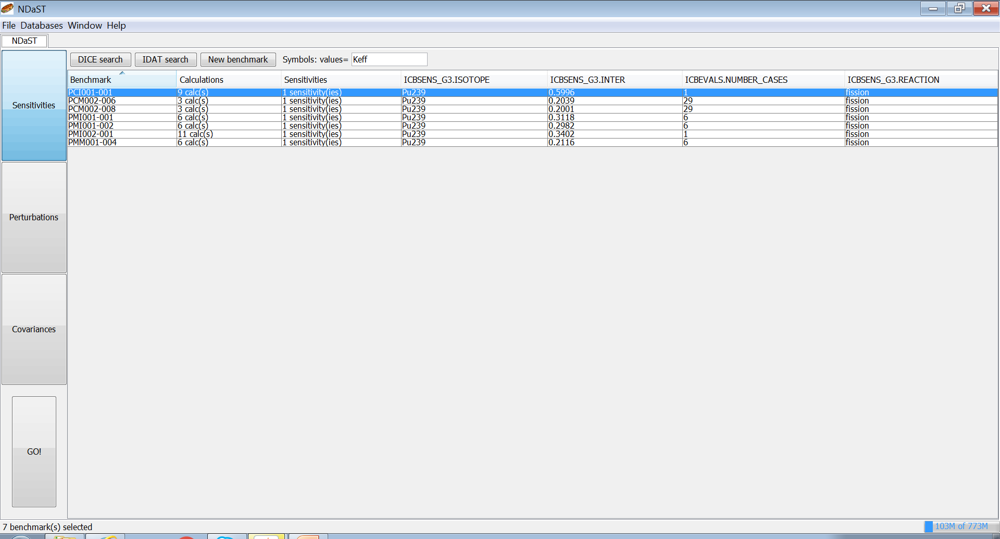 NDaST
File Databases Window Help
NDaST
DICE search IDAT search New benchmark Symbols: values= Keff
Benchmark Calculations Sensitivities ICBSENS_G3.ISOTOPE ICBSENS_G3.INTER ICBEVALS.NUMBER_CASES ICBSENS_G3.REACTION
PCI001-001 9 calc(s) 1 sensitivity(ies) Pu239 0.5996 1 fission
PCM002-006 3 calc(s) 1 sensitivity(ies) Pu239 0.2039 29 fission
PCM002-008 3 calc(s) 1 sensitivity(ies) Pu239 0.2001 29 fission
PMI001-001 6 calc(s) 1 sensitivity(ies) Pu239 0.3118 6 fission
PMI001-002 6 calc(s) 1 sensitivity(ies) Pu239 0.2982 6 fission
PMI002-001 11 calc(s) 1 sensitivity(ies) Pu239 0.3402 1 fission
PMM001-004 6 calc(s) 1 sensitivity(ies) Pu239 0.2116 6 fission
Sensitivities
Perturbations
Covariances
GO!
7 benchmark(s) selected 103M of 773M